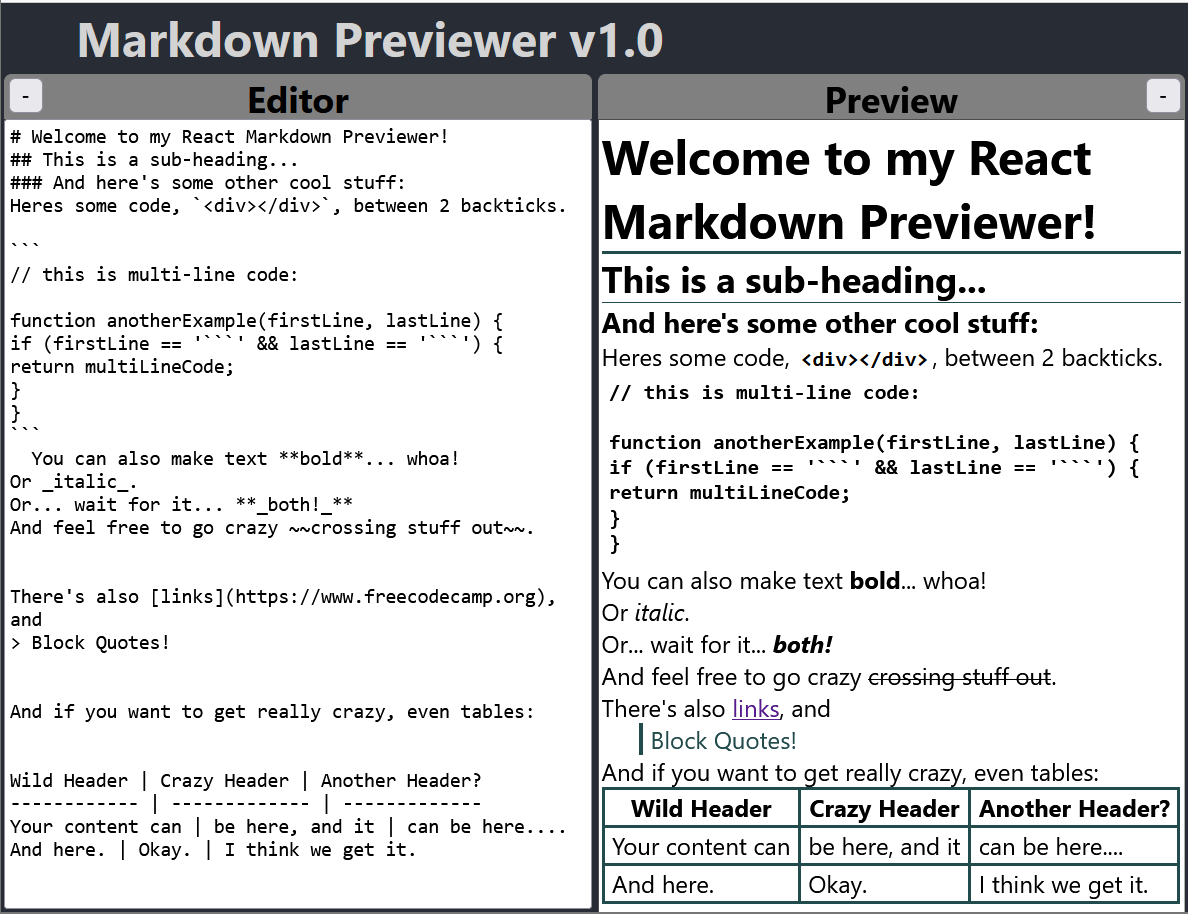 Markdown Previewer v1.0
-
Editor
# Welcome to my React Markdown Previewer!
## This is a sub-heading...
### And here's some other cool stuff:
Heres some code, `<div></div>`, between 2 backticks.
```
// this is multi-line code:
function anotherExample(firstLine, lastLine) {
if (firstLine == '```' && lastLine == '```') {
return multiLineCode;
}
}
```
You can also make text **bold**... whoa!
Or _italic_.
Or... wait for it... **_both!_**
And feel free to go crazy ~~crossing stuff out~~.
There's also [links](https://www.freecodecamp.org),
and
> Block Quotes!
And if you want to get really crazy, even tables:
Wild Header | Crazy Header | Another Header?
------------ | ------------- | -------------
Your content can | be here, and it | can be here....
And here. | Okay. | I think we get it.
Preview
-
Welcome to my React
Markdown Previewer!
This is a sub-heading...
And here's some other cool stuff:
Heres some code, <div></div>, between 2 backticks.
// this is multi-line code:
function anotherExample(firstLine, lastLine) {
if (firstLine == '```' && lastLine == '```') {
return multiLineCode;
}
}
You can also make text bold... whoa!
Or italic.
Or... wait for it... both!
And feel free to go crazy crossing stuff out.
There's also links, and
Block Quotes!
And if you want to get really crazy, even tables:
Wild Header Crazy Header Another Header?
Your content can be here, and it can be here....
And here. Okay. I think we get it.